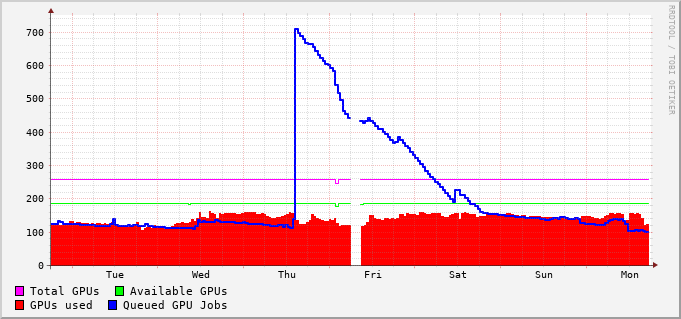 RRDTOOL / TOBI OETIKER
700
600
500
400
300
200
100
0
Tue Wed Thu Fri Sat Sun Mon
Total GPUs Available GPUs
GPUs used Queued GPU Jobs